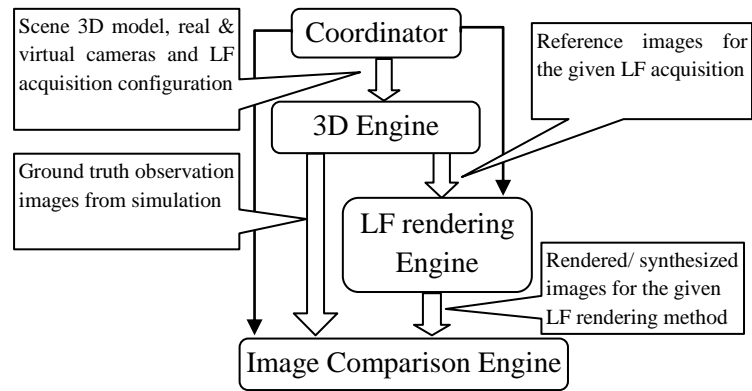 Scene 3D model, real &
virtual cameras and LF
acquisition configuration
Coordinator
Reference images for
the given LF acquisition
3D Engine
Ground truth observation
images from simulation
LF rendering
Engine
Rendered/ synthesized
images for the given
LF rendering method
Image Comparison Engine